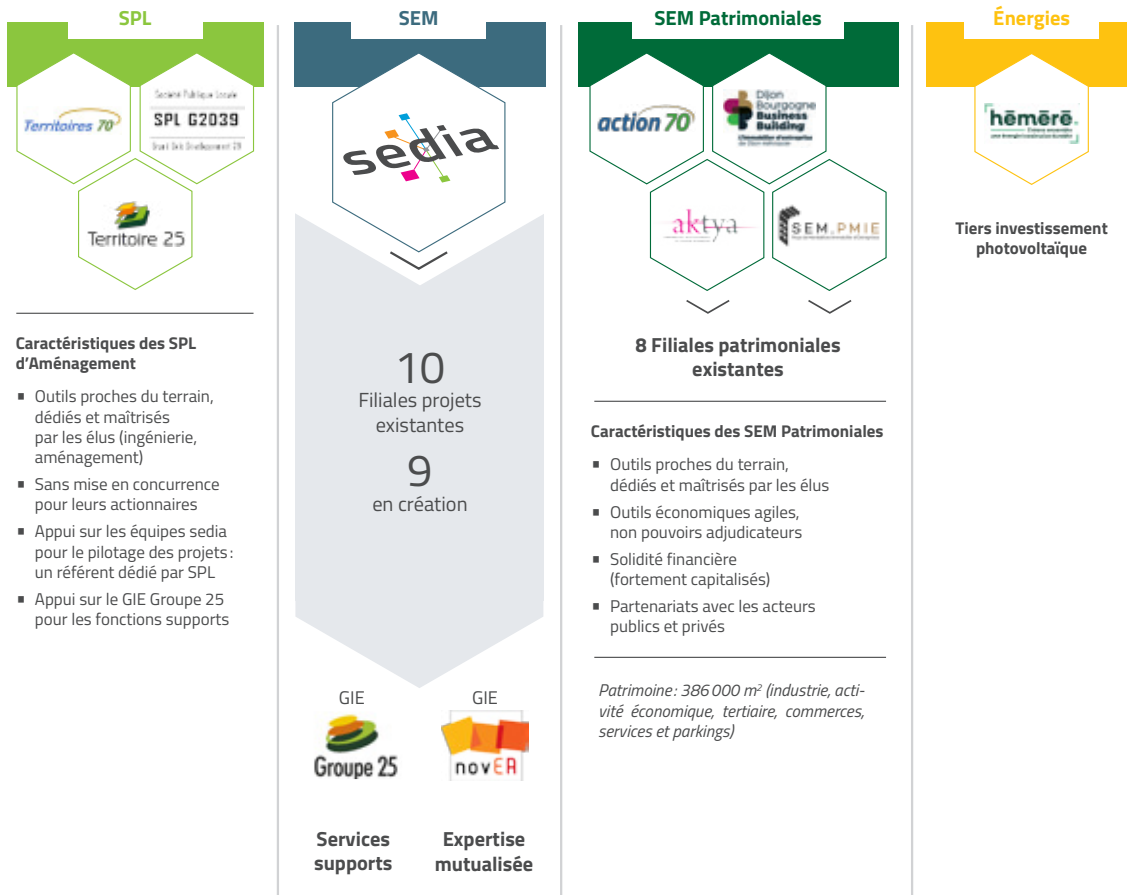 SPL
Territoires 70
Société Publique Locale
SPL G2039
Territoire 25
Caractéristiques des SPL
d'Aménagement
▪ Outils proches du terrain,
dédiés et maîtrisés
par les élus (ingénierie,
aménagement)
▪ Sans mise en concurrence
pour leurs actionnaires
▪ Appui sur les équipes sedia
pour le pilotage des projets :
un référent dédié par SPL
▪ Appui sur le GIE Groupe 25
pour les fonctions supports
SEM
sedia
10
Filiales projets
existantes
9
en création
GIE
Groupe 25
Services
supports
GIE
novEA
Expertise
mutualisée
SEM Patrimoniales
action 70
Dijon
Bourgogne
Business
Building
L'immobilier d'entreprise
de Dijon métropole
aktya
SEM.PMIE
8 Filiales patrimoniales
existantes
Caractéristiques des SEM Patrimoniales
▪ Outils proches du terrain,
dédiés et maîtrisés par les élus
▪ Outils économiques agiles,
non pouvoirs adjudicateurs
▪ Solidité financière
(fortement capitalisés)
▪ Partenariats avec les acteurs
publics et privés
Patrimoine : 386 000 m² (industrie, acti-
vité économique, tertiaire, commerces,
services et parkings)
Énergies
hēmērē
Tiers investissement
photovoltaïque